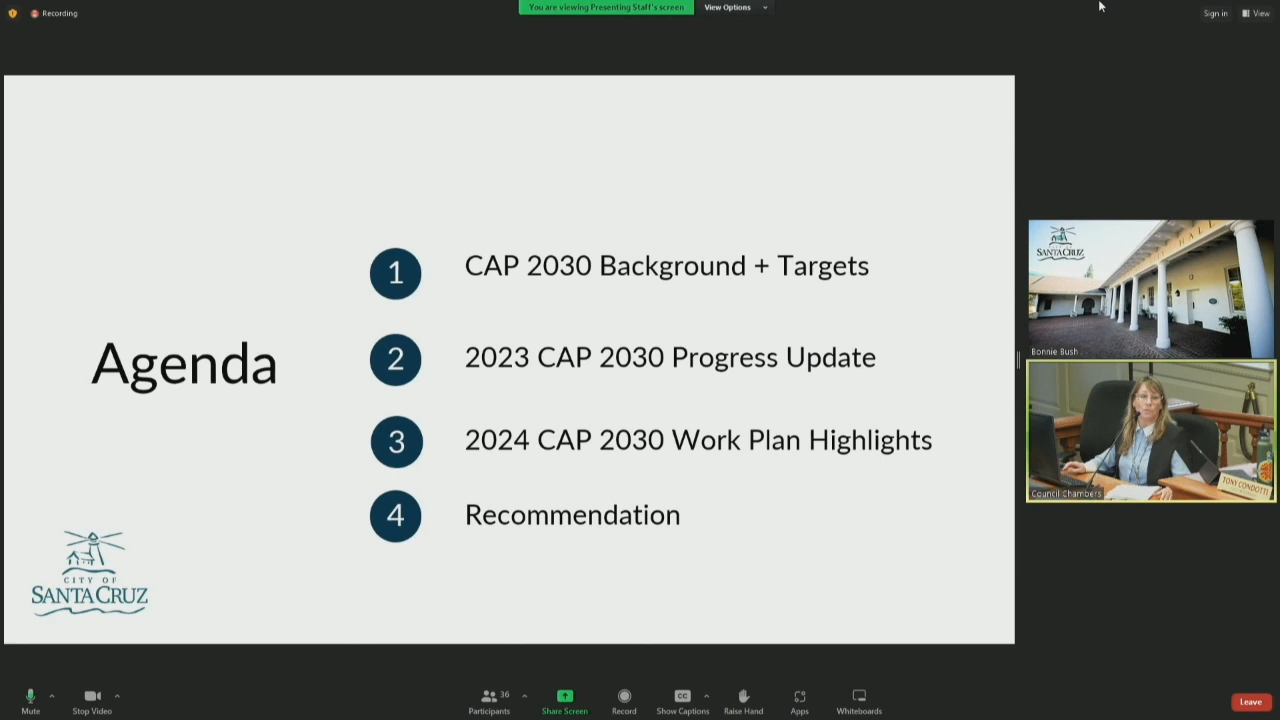 Recording
You are viewing Presenting Staff's screen
View Options
Sign in
View
Agenda
1
CAP 2030 Background + Targets
2
2023 CAP 2030 Progress Update
3
2024 CAP 2030 Work Plan Highlights
4
Recommendation
CITY OF
SANTA CRUZ
SANTA CRUZ
HALL
Bonnie Bush
TONY CONDOTTI
Council Chambers
Mute
Stop Video
Participants
36
Share Screen
Record
CC
Show Captions
Raise Hand
Apps
Whiteboards
Leave